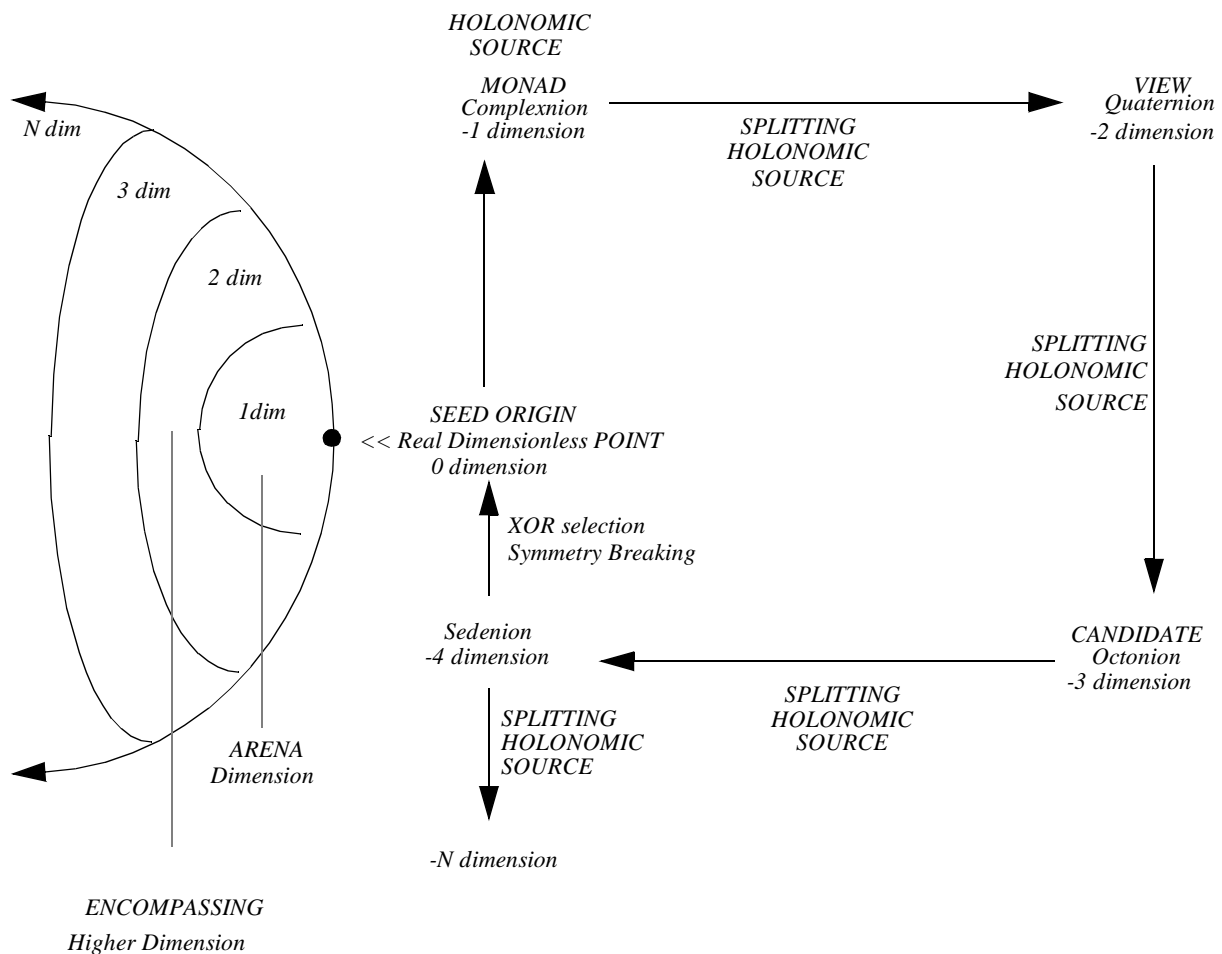 HOLONOMIC
SOURCE
MONAD
Complexnion
-1 dimension
VIEW
Quaternion
-2 dimension
SPLITTING
HOLONOMIC
SOURCE
N dim
3 dim
2 dim
1dim
SPLITTING
HOLONOMIC
SOURCE
SEED ORIGIN
<< Real Dimensionless POINT
0 dimension
XOR selection
Symmetry Breaking
Sedenion
-4 dimension
CANDIDATE
Octonion
-3 dimension
SPLITTING
HOLONOMIC
SOURCE
SPLITTING
HOLONOMIC
SOURCE
ARENA
Dimension
-N dimension
ENCOMPASSING
Higher Dimension